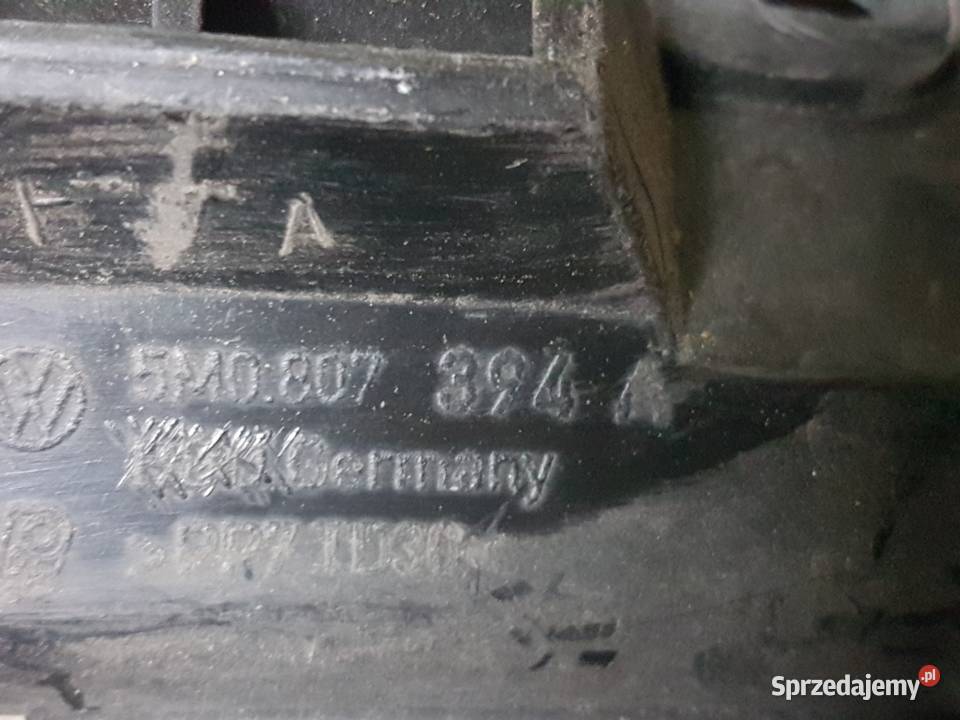 A
5M0.807 394 A
Germany
Sprzedajemy.pl